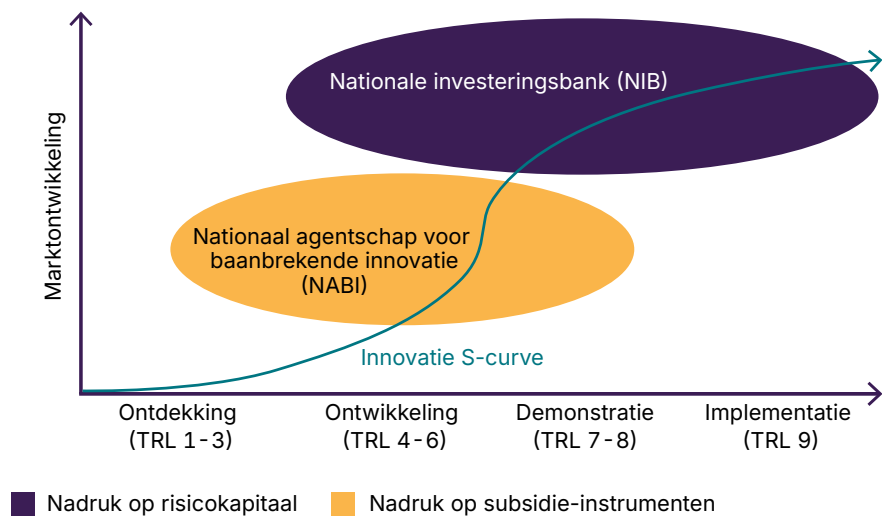 Nationale investeringsbank (NIB)
Marktontwikkeling
Nationaal agentschap voor
baanbrekende innovatie
(NABI)
Innovatie S-curve
Ontdekking
(TRL 1-3)
Ontwikkeling
(TRL 4-6)
Demonstratie
(TRL 7-8)
Implementatie
(TRL 9)
Nadruk op risicokapitaal
Nadruk op subsidie-instrumenten